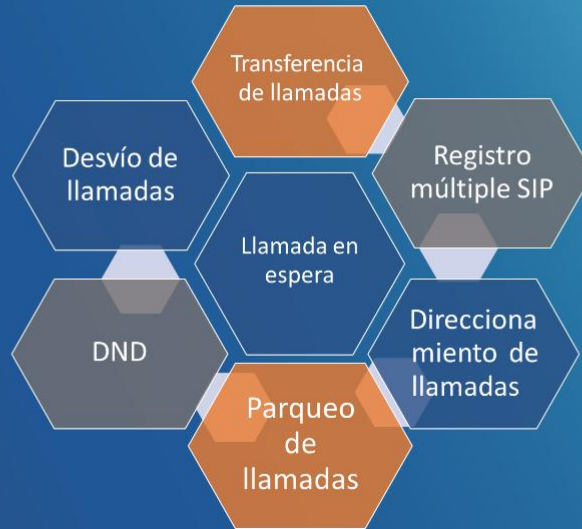 Transferencia
de llamadas
Desvío de
llamadas
Registro
múltiple SIP
Llamada en
espera
DND
Direcciona
miento de
llamadas
Parqueo
de
llamadas